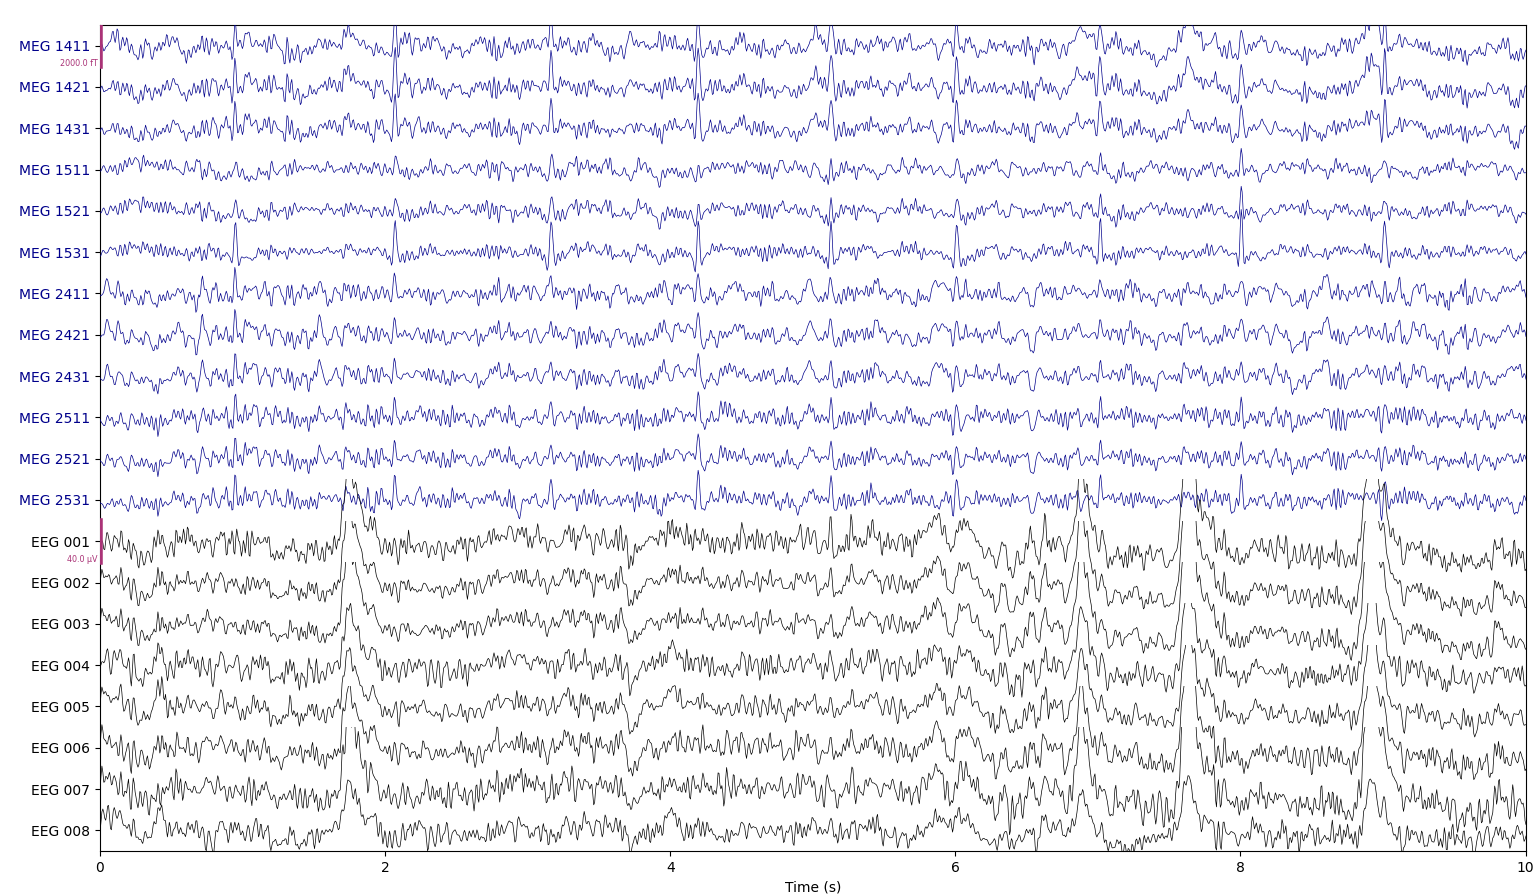 MEG 1411
2000.0 fT
MEG 1421
MEG 1431
MEG 1511
MEG 1521
MEG 1531
MEG 2411
MEG 2421
MEG 2431
MEG 2511
MEG 2521
MEG 2531
EEG 001
40.0 µV
EEG 002
EEG 003
EEG 004
EEG 005
EEG 006
EEG 007
EEG 008
0 2 4 6 8 10
Time (s)